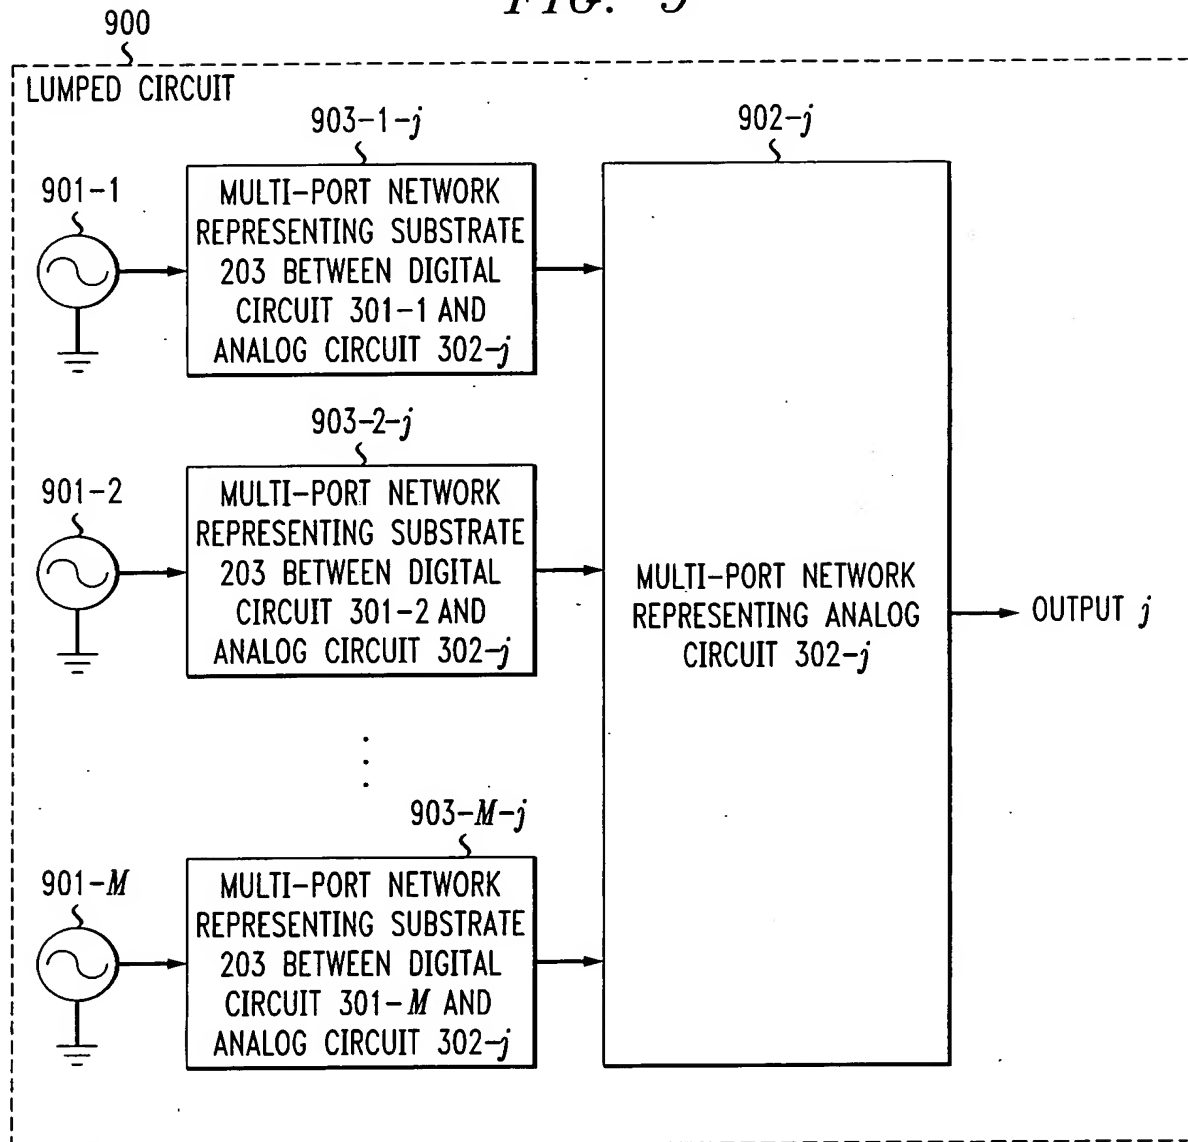 FIG. 9
900
LUMPED CIRCUIT
903-1-j
902-j
901-1
MULTI-PORT NETWORK
REPRESENTING SUBSTRATE
203 BETWEEN DIGITAL
CIRCUIT 301-1 AND
ANALOG CIRCUIT 302-j
903-2-j
901-2
MULTI-PORT NETWORK
REPRESENTING SUBSTRATE
203 BETWEEN DIGITAL
CIRCUIT 301-2 AND
ANALOG CIRCUIT 302-j
MULTI-PORT NETWORK
REPRESENTING ANALOG
CIRCUIT 302-j
OUTPUT j
903-M-j
901-M
MULTI-PORT NETWORK
REPRESENTING SUBSTRATE
203 BETWEEN DIGITAL
CIRCUIT 301-M AND
ANALOG CIRCUIT 302-j